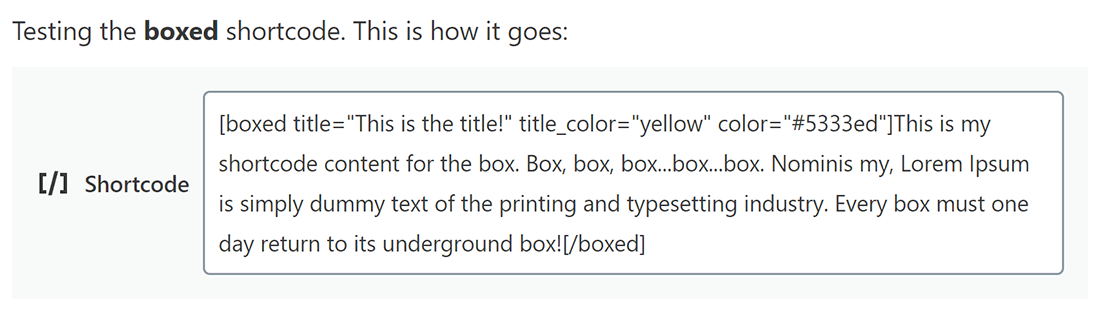 Testing the boxed shortcode. This is how it goes:
[/] Shortcode
[boxed title="This is the title!" title_color="yellow" color="#5333ed"]This is my
shortcode content for the box. Box, box, box...box...box. Nominis my, Lorem Ipsum
is simply dummy text of the printing and typesetting industry. Every box must one
day return to its underground box![/boxed]